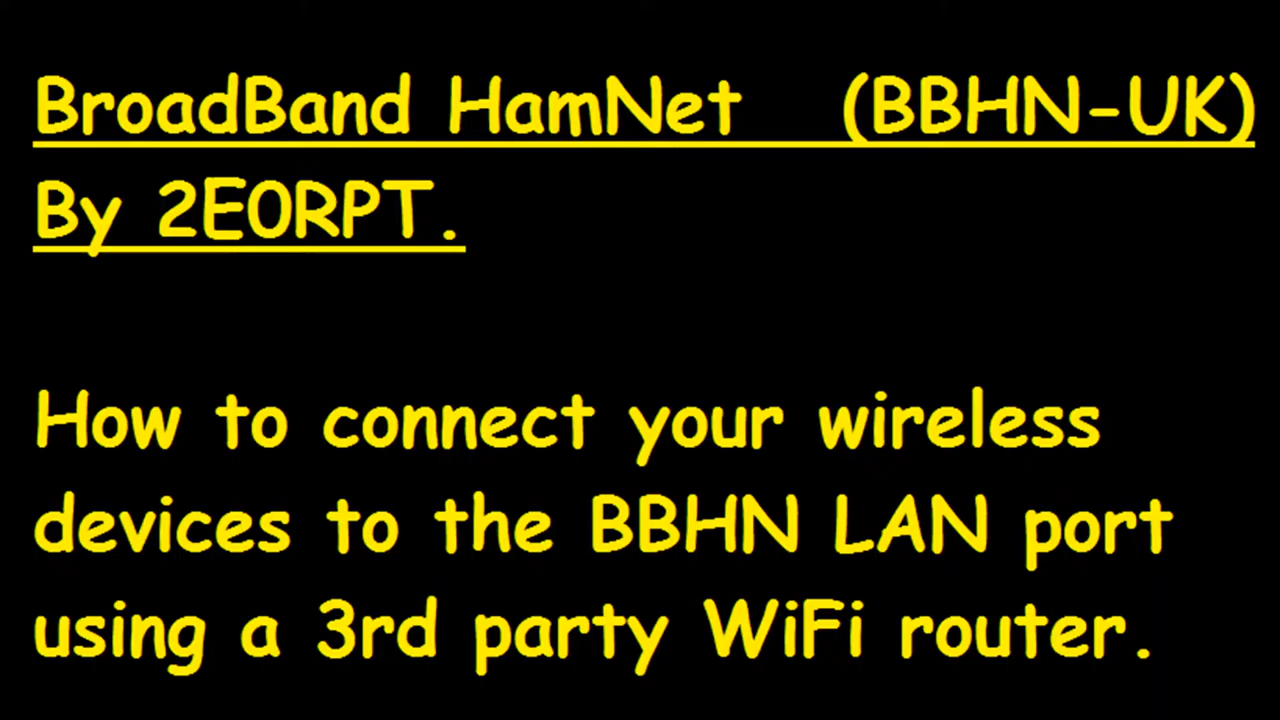 BroadBand HamNet (BBHN-UK)
By 2E0RPT.
How to connect your wireless
devices to the BBHN LAN port
using a 3rd party WiFi router.